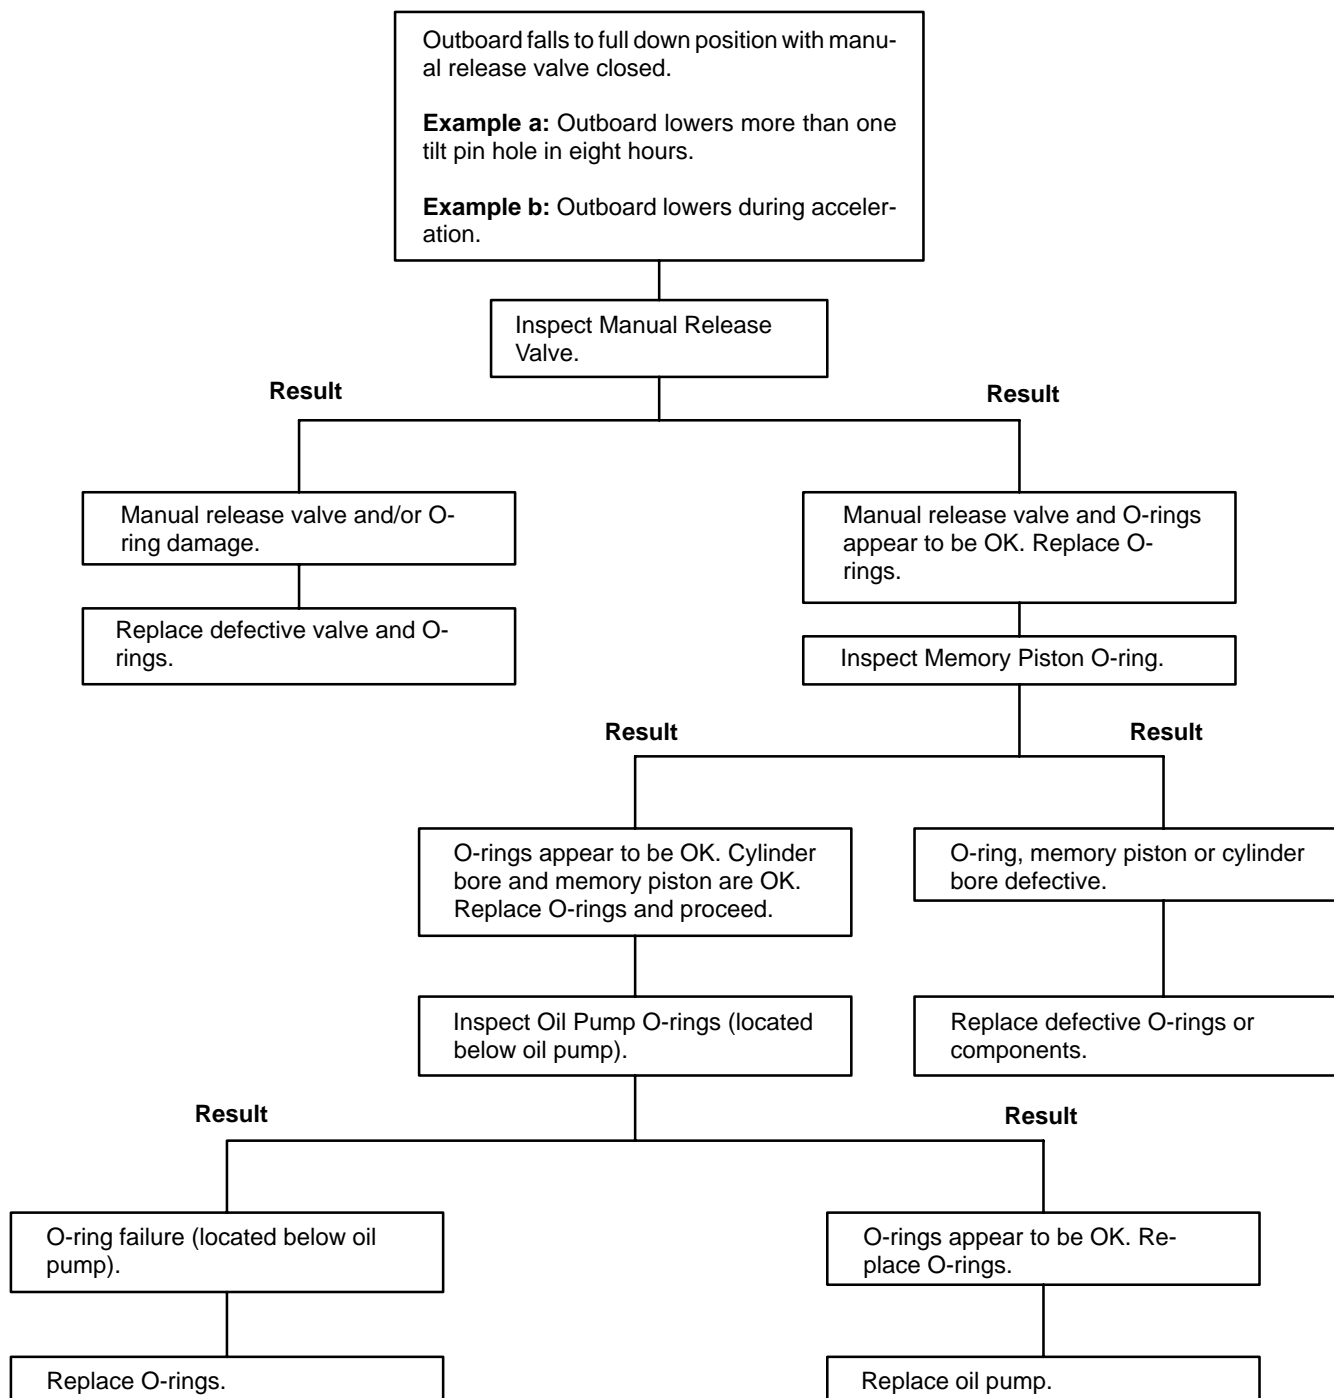 Outboard falls to full down position with manu-
al release valve closed.
Example a: Outboard lowers more than one
tilt pin hole in eight hours.
Example b: Outboard lowers during acceler-
ation.
Inspect Manual Release
Valve.
Result
Result
Manual release valve and/or O-
ring damage.
Manual release valve and O-rings
appear to be OK. Replace O-
rings.
Replace defective valve and O-
rings.
Inspect Memory Piston O-ring.
Result
Result
O-rings appear to be OK. Cylinder
bore and memory piston are OK.
Replace O-rings and proceed.
O-ring, memory piston or cylinder
bore defective.
Inspect Oil Pump O-rings (located
below oil pump).
Replace defective O-rings or
components.
Result
Result
O-ring failure (located below oil
pump).
O-rings appear to be OK. Re-
place O-rings.
Replace O-rings.
Replace oil pump.